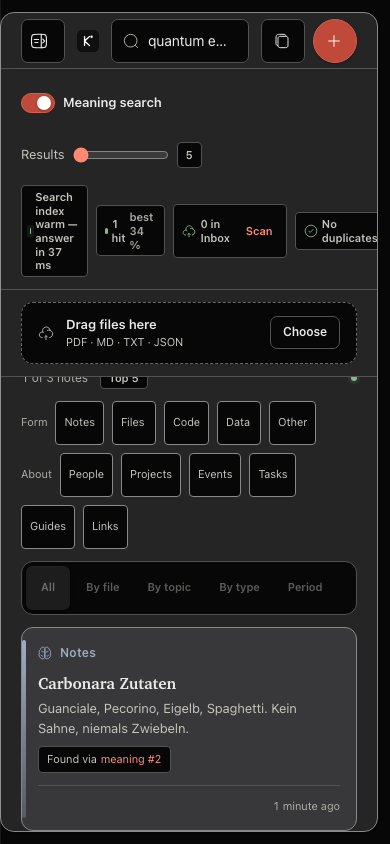 quantum e...
Meaning search
Results 5
Search
index
warm —
answer
in 37
ms
1
hit
best
34
%
0 in
Inbox
Scan
No
duplicates
Drag files here
PDF · MD · TXT · JSON
Choose
1 of 3 notes Top 5
Form Notes Files Code Data Other
About People Projects Events Tasks
Guides Links
All By file By topic By type Period
Notes
Carbonara Zutaten
Guanciale, Pecorino, Eigelb, Spaghetti. Kein
Sahne, niemals Zwiebeln.
Found via meaning #2
1 minute ago